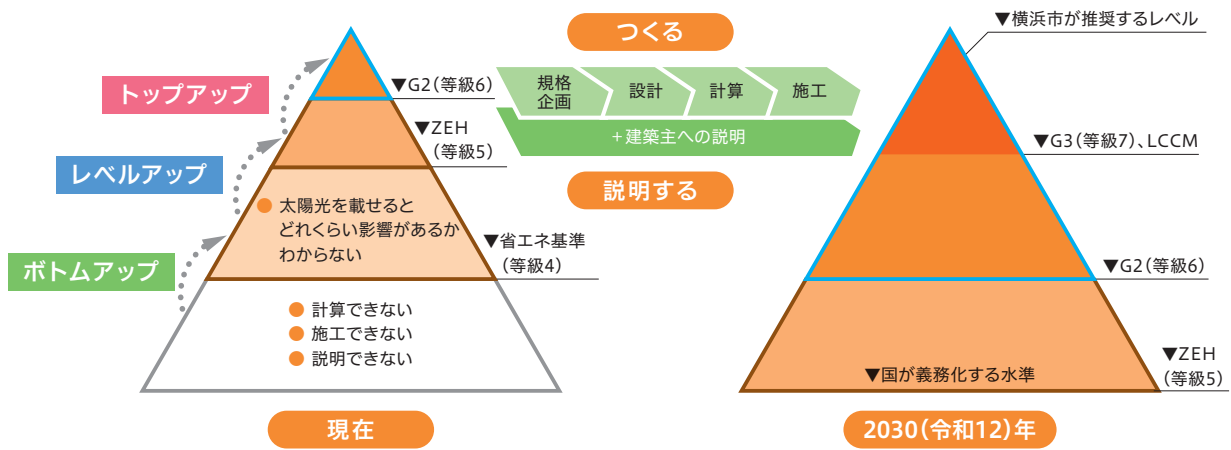 トップアップ
レベルアップ
ボトムアップ
▼G2(等級6)
▼ZEH
(等級5)
● 太陽光を載せると
どれくらい影響があるか
わからない
▼省エネ基準
(等級4)
● 計算できない
● 施工できない
● 説明できない
現在
つくる
規格
企画
設計
計算
施工
+建築主への説明
説明する
▼横浜市が推奨するレベル
▼G3(等級7)、LCCM
▼G2(等級6)
▼ZEH
(等級5)
▼国が義務化する水準
2030(令和12)年